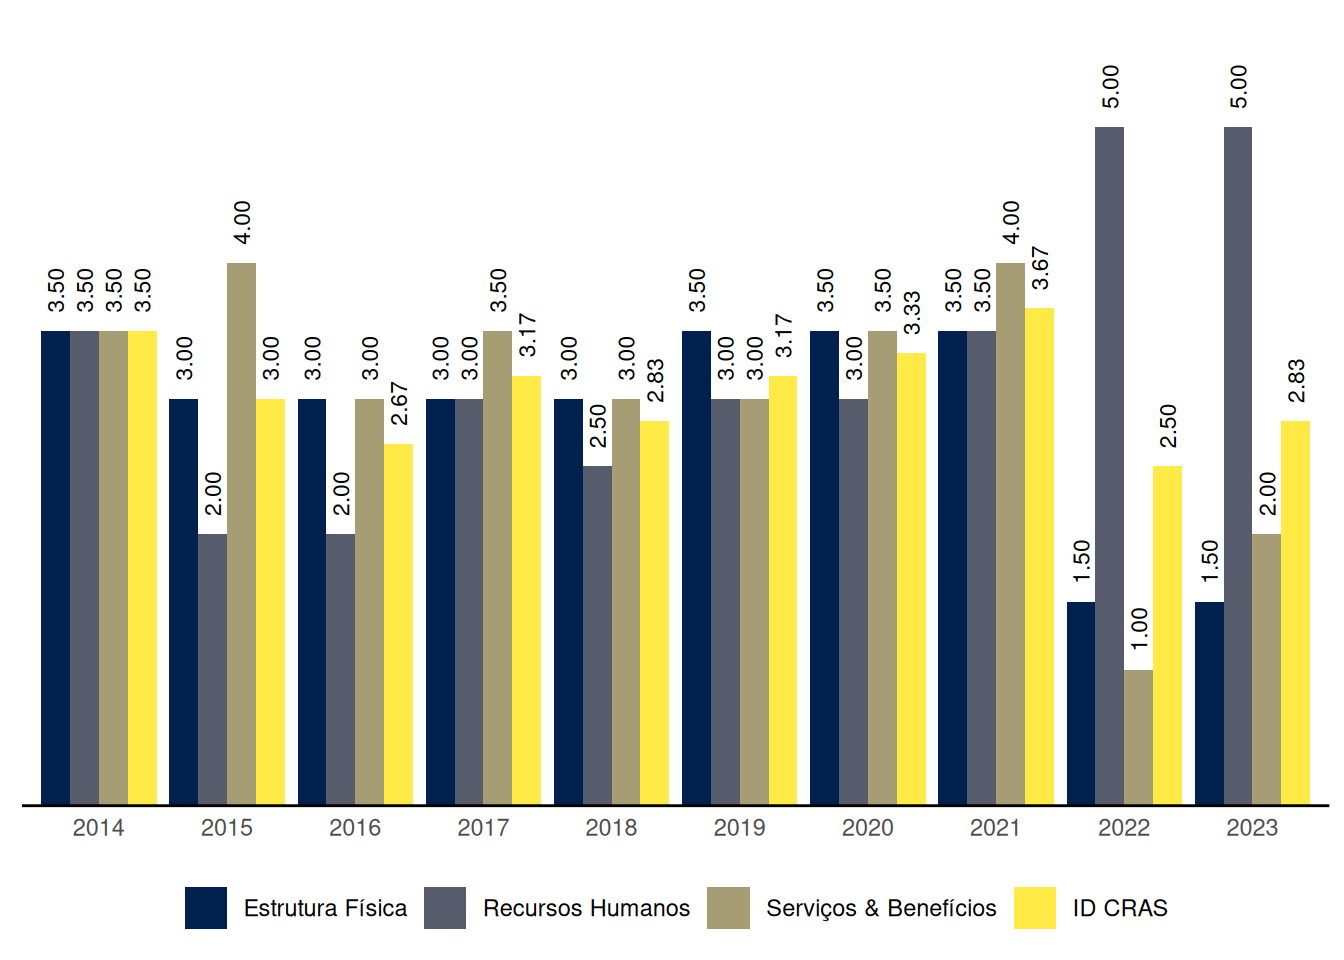 3.50 3.50 3.50 3.50
3.00 2.00 4.00 3.00
3.00 2.00 3.00 2.67
3.00 3.00 3.50 3.17
3.00 2.50 3.00 2.83
3.50 3.00 3.00 3.17
3.50 3.00 3.50 3.33
3.50 3.50 4.00 3.67
1.50 5.00 1.00 2.50
1.50 5.00 2.00 2.83
2014 2015 2016 2017 2018 2019 2020 2021 2022 2023
Estrutura Física Recursos Humanos Serviços & Benefícios ID CRAS